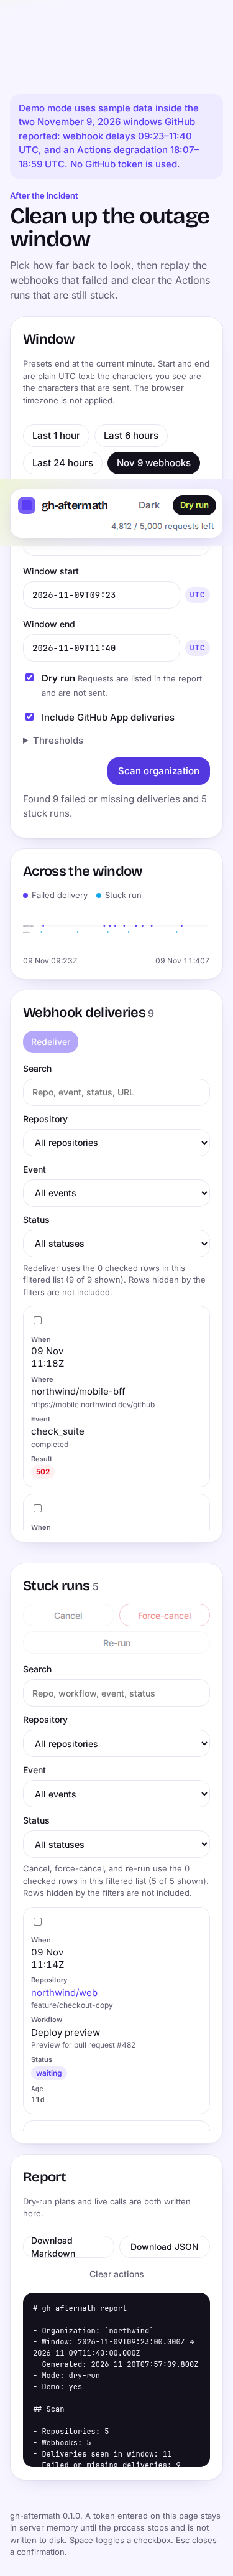 Demo mode uses sample data inside the
two November 9, 2026 windows GitHub
reported: webhook delays 09:23–11:40
UTC, and an Actions degradation 18:07–
18:59 UTC. No GitHub token is used.
After the incident
Clean up the outage
window
Pick how far back to look, then replay the
webhooks that failed and clear the Actions
runs that are still stuck.
Window
Presets end at the current minute. Start and end
are plain UTC text: the characters you see are
the characters that are sent. The browser
timezone is not applied.
Last 1 hour
Last 6 hours
Last 24 hours
Nov 9 webhooks
gh-aftermath
Dark
Dry run
4,812 / 5,000 requests left
Window start
2026-11-09T09:23
UTC
Window end
2026-11-09T11:40
UTC
Dry run Requests are listed in the report
and are not sent.
Include GitHub App deliveries
Thresholds
Scan organization
Found 9 failed or missing deliveries and 5
stuck runs.
Across the window
Failed delivery
Stuck run
09 Nov 09:23Z
09 Nov 11:40Z
Webhook deliveries 9
Redeliver
Search
Repo, event, status, URL
Repository
All repositories
Event
All events
Status
All statuses
Redeliver uses the 0 checked rows in this
filtered list (9 of 9 shown). Rows hidden by the
filters are not included.
When
09 Nov
11:18Z
Where
northwind/mobile-bff
https://mobile.northwind.dev/github
Event
check_suite
completed
Result
502
When
Stuck runs 5
Cancel
Force-cancel
Re-run
Search
Repo, workflow, event, status
Repository
All repositories
Event
All events
Status
All statuses
Cancel, force-cancel, and re-run use the 0
checked rows in this filtered list (5 of 5 shown).
Rows hidden by the filters are not included.
When
09 Nov
11:14Z
Repository
northwind/web
feature/checkout-copy
Workflow
Deploy preview
Preview for pull request #482
Status
waiting
Age
11d
Report
Dry-run plans and live calls are both written
here.
Download
Markdown
Download JSON
Clear actions
# gh-aftermath report
- Organization: `northwind`
- Window: 2026-11-09T09:23:00.000Z →
2026-11-09T11:40:00.000Z
- Generated: 2026-11-20T07:57:09.800Z
- Mode: dry-run
- Demo: yes
## Scan
- Repositories: 5
- Webhooks: 5
- Deliveries seen in window: 11
- Failed or missing deliveries: 9
gh-aftermath 0.1.0. A token entered on this page stays
in server memory until the process stops and is not
written to disk. Space toggles a checkbox. Esc closes
a confirmation.